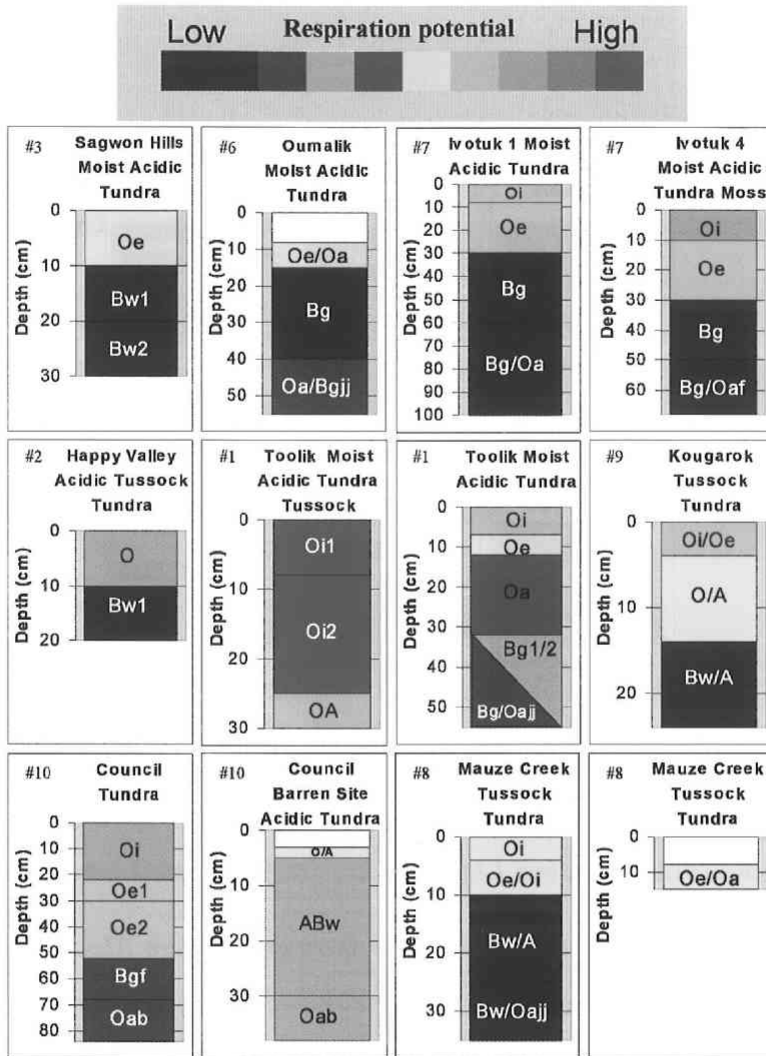 Low Respiration potential High
#3 Sagwon Hills
Moist Acidic
Tundra
Depth (cm)
0
10
20
30
Oe
Bw1
Bw2
#6 Oumalik
Moist Acidic
Tundra
Depth (cm)
0
10
20
30
40
50
Oe/Oa
Bg
Oa/Bgjj
#7 Ivotuk 1 Moist
Acidic Tundra
Depth (cm)
0
10
20
30
40
50
60
70
80
90
100
Oi
Oe
Bg
Bg/Oa
#7 Ivotuk 4
Moist Acidic
Tundra Moss
Depth (cm)
0
10
20
30
40
50
60
Oi
Oe
Bg
Bg/Oaf
#2 Happy Valley
Acidic Tussock
Tundra
Depth (cm)
0
10
20
O
Bw1
#1 Toolik Moist
Acidic Tundra
Tussock
Depth (cm)
0
10
20
30
Oi1
Oi2
OA
#1 Toolik Moist
Acidic Tundra
Depth (cm)
0
10
20
30
40
50
Oi
Oe
Oa
Bg1/2
Bg/Oajj
#9 Kougarok
Tussock
Tundra
Depth (cm)
0
10
20
Oi/Oe
O/A
Bw/A
#10 Council
Tundra
Depth (cm)
0
10
20
30
40
50
60
70
80
Oi
Oe1
Oe2
Bgf
Oab
#10 Council
Barren Site
Acidic Tundra
Depth (cm)
0
10
20
30
O/A
ABw
Oab
#8 Mauze Creek
Tussock
Tundra
Depth (cm)
0
10
20
30
Oi
Oe/Oi
Bw/A
Bw/Oajj
#8 Mauze Creek
Tussock
Tundra
Depth (cm)
0
10
Oe/Oa